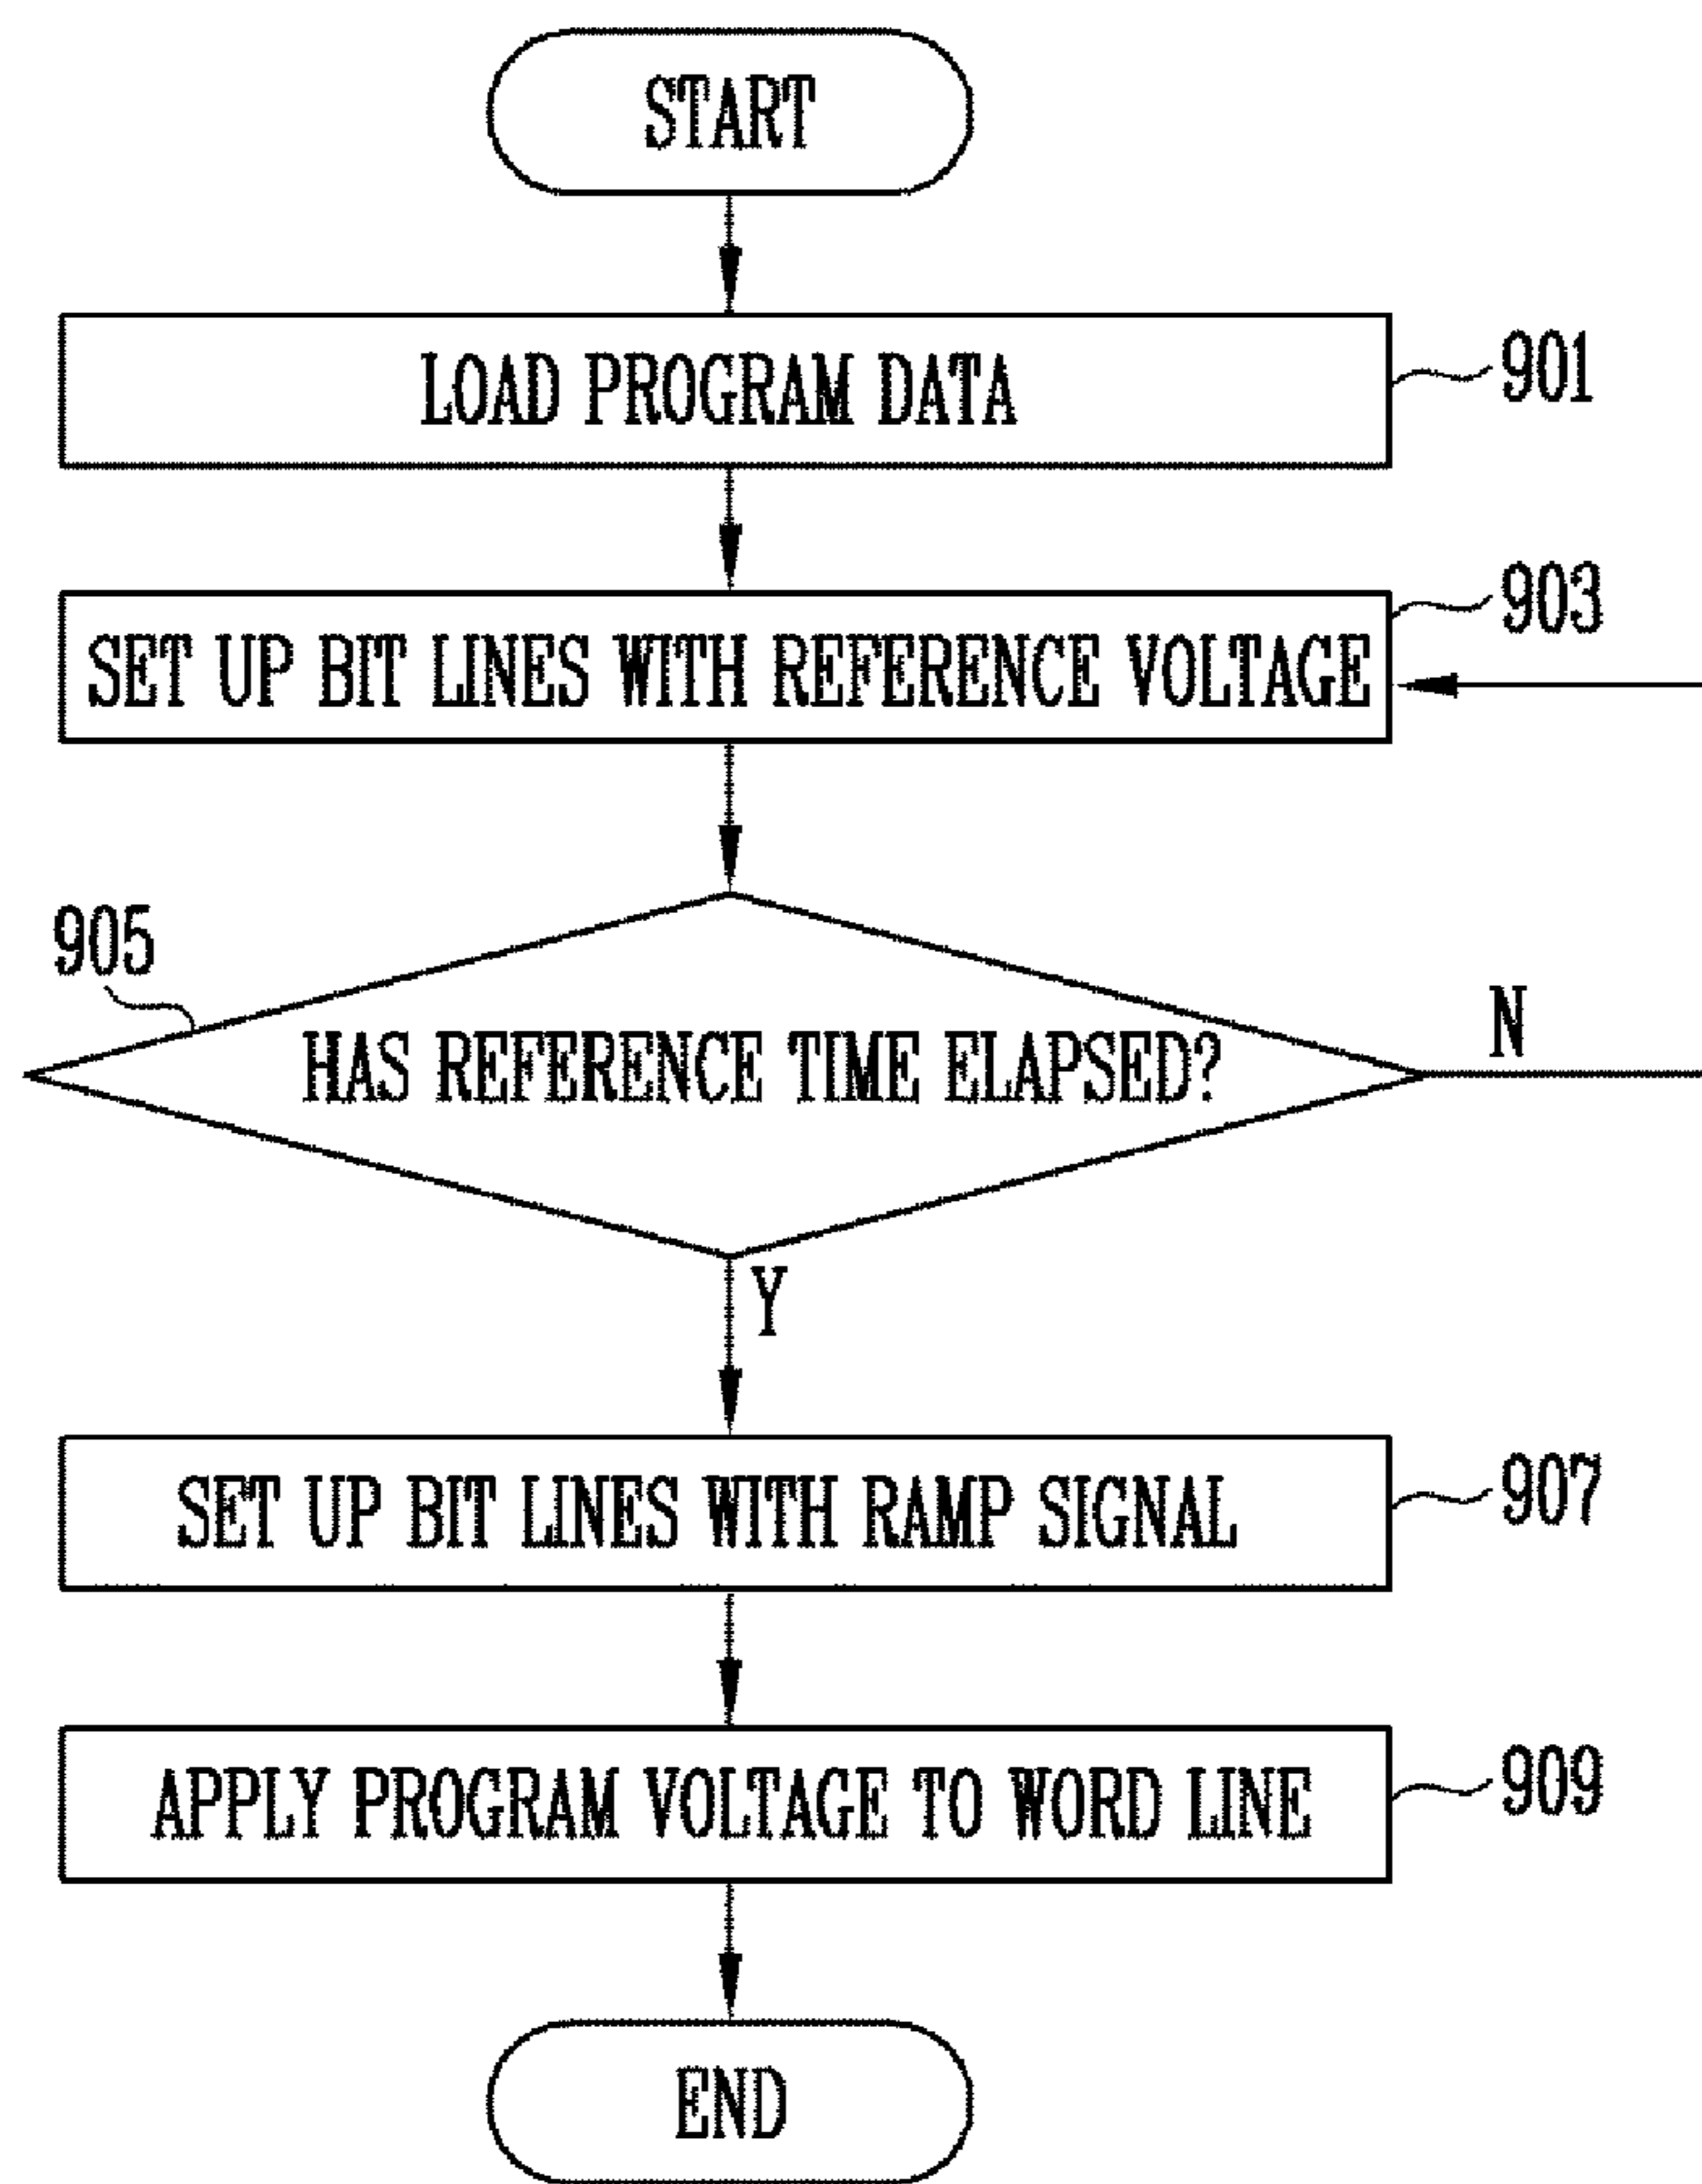 START
LOAD PROGRAM DATA
901
SET UP BIT LINES WITH REFERENCE VOLTAGE
903
905
HAS REFERENCE TIME ELAPSED?
N
Y
SET UP BIT LINES WITH RAMP SIGNAL
907
APPLY PROGRAM VOLTAGE TO WORD LINE
909
END